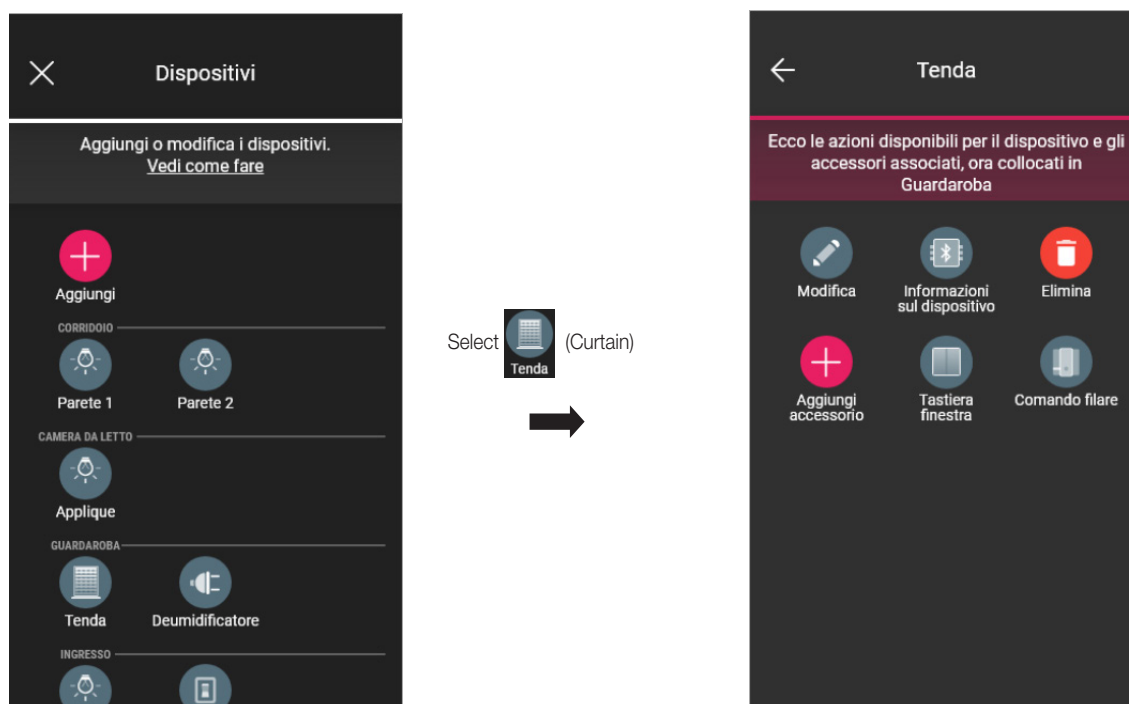 Dispositivi
Aggiungi o modifica i dispositivi.
Vedi come fare
Aggiungi
CORRIDOIO
Parete 1
Parete 2
CAMERA DA LETTO
Applique
GUARDAROBA
Tenda
Deumidificatore
INGRESSO
Select
Tenda
(Curtain)
Tenda
Ecco le azioni disponibili per il dispositivo e gli
accessori associati, ora collocati in
Guardaroba
Modifica
Informazioni
sul dispositivo
Elimina
Aggiungi
accessorio
Tastiera
finestra
Comando filare